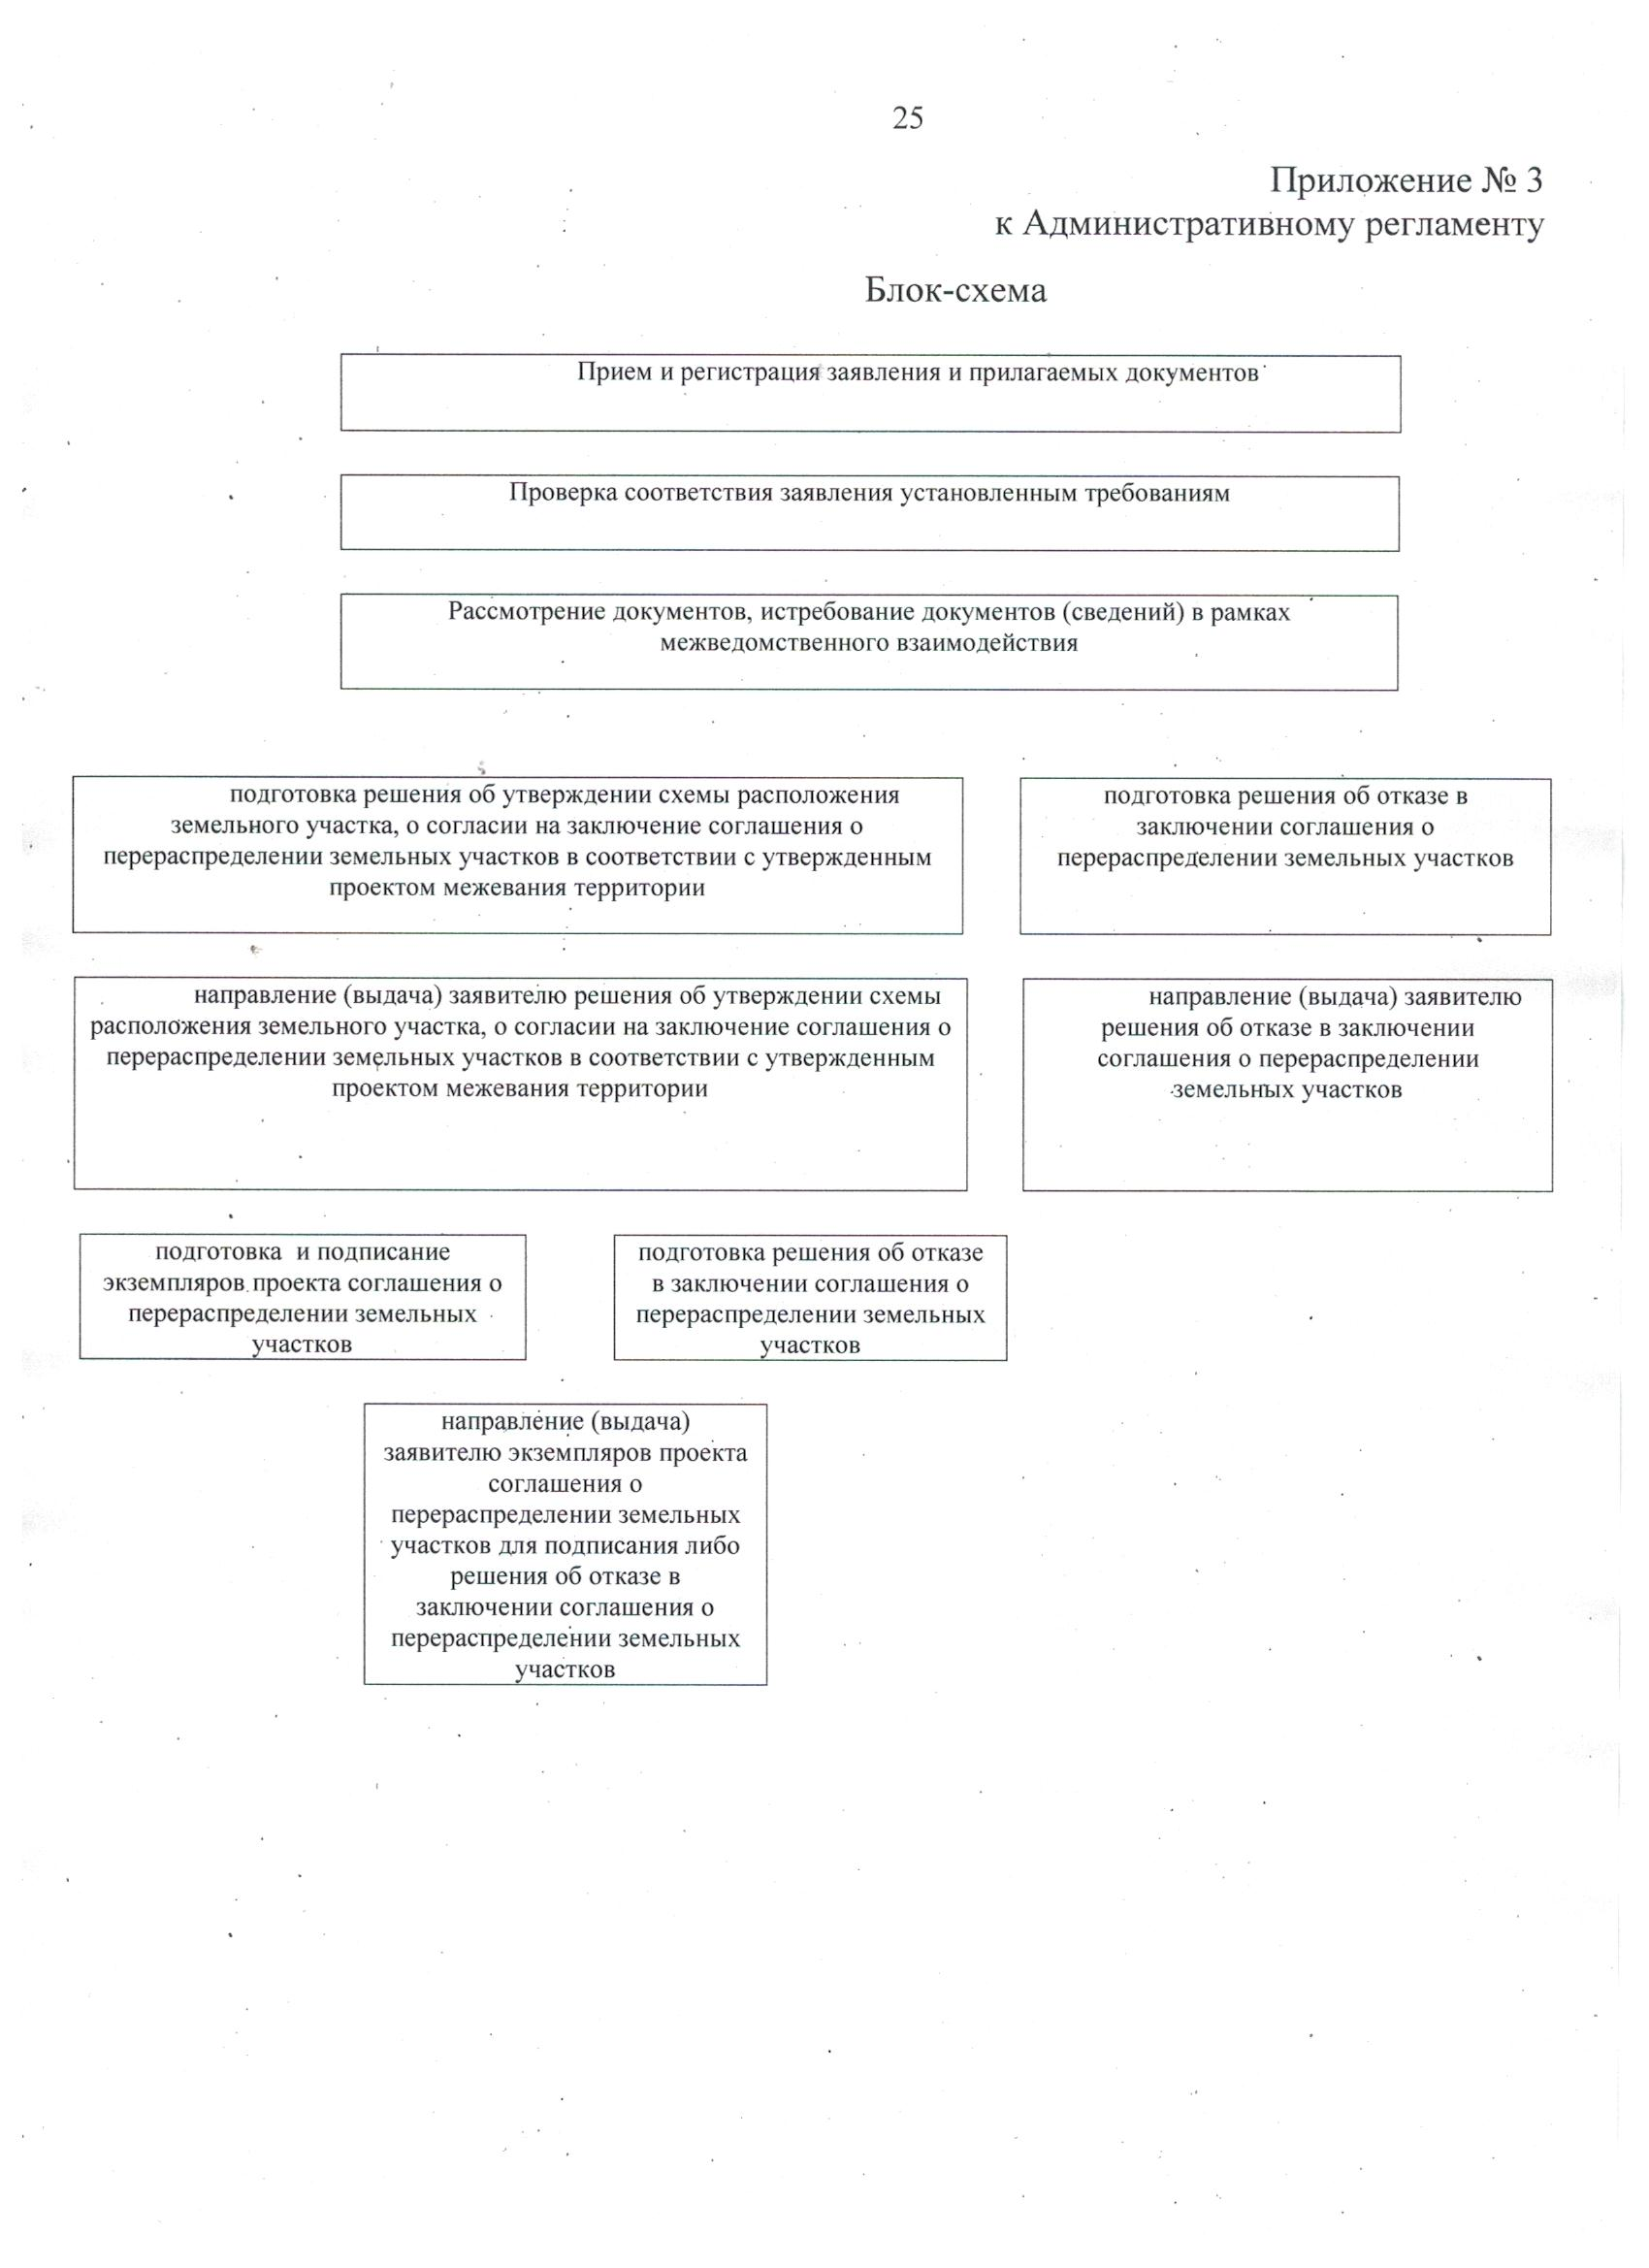 25
Приложение № 3
к Административному регламенту
Блок-схема
Прием и регистрация заявления и прилагаемых документов
Проверка соответствия заявления установленным требованиям
Рассмотрение документов, истребование документов (сведений) в рамках
межведомственного взаимодействия
подготовка решения об утверждении схемы расположения
земельного участка, о согласии на заключение соглашения о
перераспределении земельных участков в соответствии с утвержденным
проектом межевания территории
подготовка решения об отказе в
заключении соглашения о
перераспределении земельных участков
направление (выдача) заявителю решения об утверждении схемы
расположения земельного участка, о согласии на заключение соглашения о
перераспределении земельных участков в соответствии с утвержденным
проектом межевания территории
направление (выдача) заявителю
решения об отказе в заключении
соглашения о перераспределении
земельных участков
подготовка и подписание
экземпляров проекта соглашения о
перераспределении земельных
участков
подготовка решения об отказе
в заключении соглашения о
перераспределении земельных
участков
направление (выдача)
заявителю экземпляров проекта
соглашения о
перераспределении земельных
участков для подписания либо
решения об отказе в
заключении соглашения о
перераспределении земельных
участков